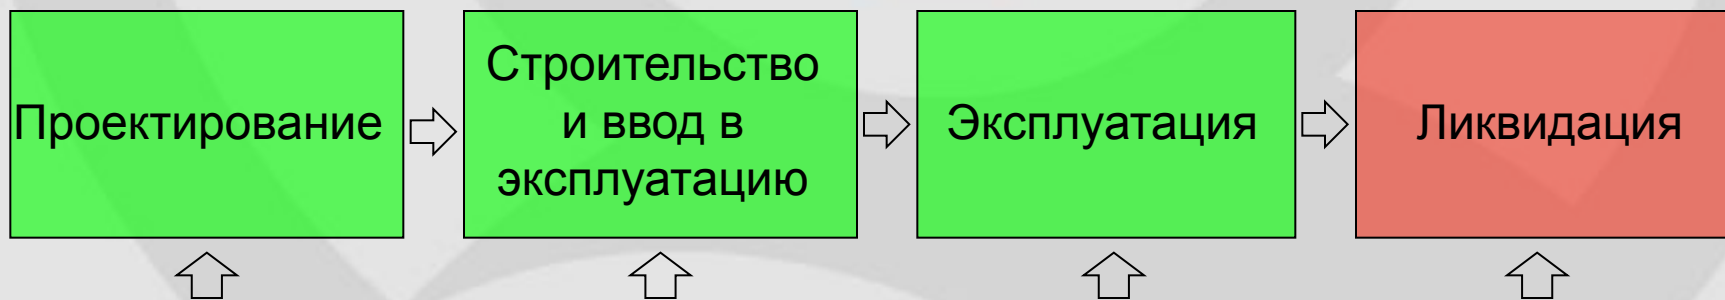 Проектирование
Строительство
и ввод в
эксплуатацию
Эксплуатация
Ликвидация